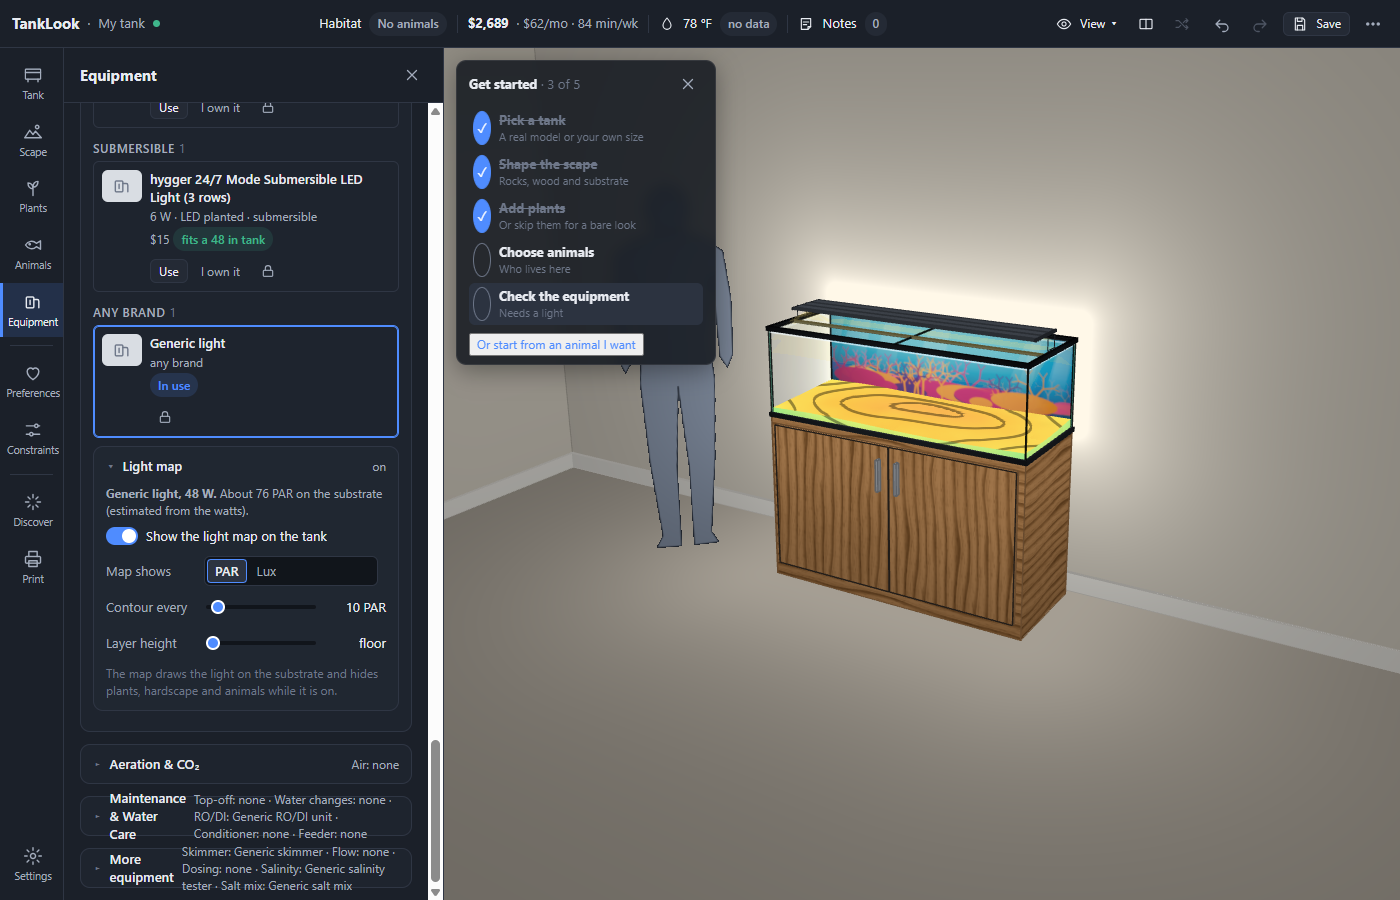 TankLook · My tank
Habitat No animals $2,689 · $62/mo · 84 min/wk 78 °F no data Notes 0
View Save
Tank
Scape
Plants
Animals
Equipment
Preferences
Constraints
Discover
Print
Settings
Equipment
Use I own it
SUBMERSIBLE 1
hygger 24/7 Mode Submersible LED
Light (3 rows)
6 W · LED planted · submersible
$15 fits a 48 in tank
Use I own it
ANY BRAND 1
Generic light
any brand
In use
Light map on
Generic light, 48 W. About 76 PAR on the substrate
(estimated from the watts).
Show the light map on the tank
Map shows PAR Lux
Contour every 10 PAR
Layer height floor
The map draws the light on the substrate and hides
plants, hardscape and animals while it is on.
Aeration & CO₂ Air: none
Maintenance
& Water
Care
Top-off: none · Water changes: none ·
RO/DI: Generic RO/DI unit ·
Conditioner: none · Feeder: none
More
equipment
Skimmer: Generic skimmer · Flow: none ·
Dosing: none · Salinity: Generic salinity
tester · Salt mix: Generic salt mix
Get started · 3 of 5
Pick a tank
A real model or your own size
Shape the scape
Rocks, wood and substrate
Add plants
Or skip them for a bare look
Choose animals
Who lives here
Check the equipment
Needs a light
Or start from an animal I want